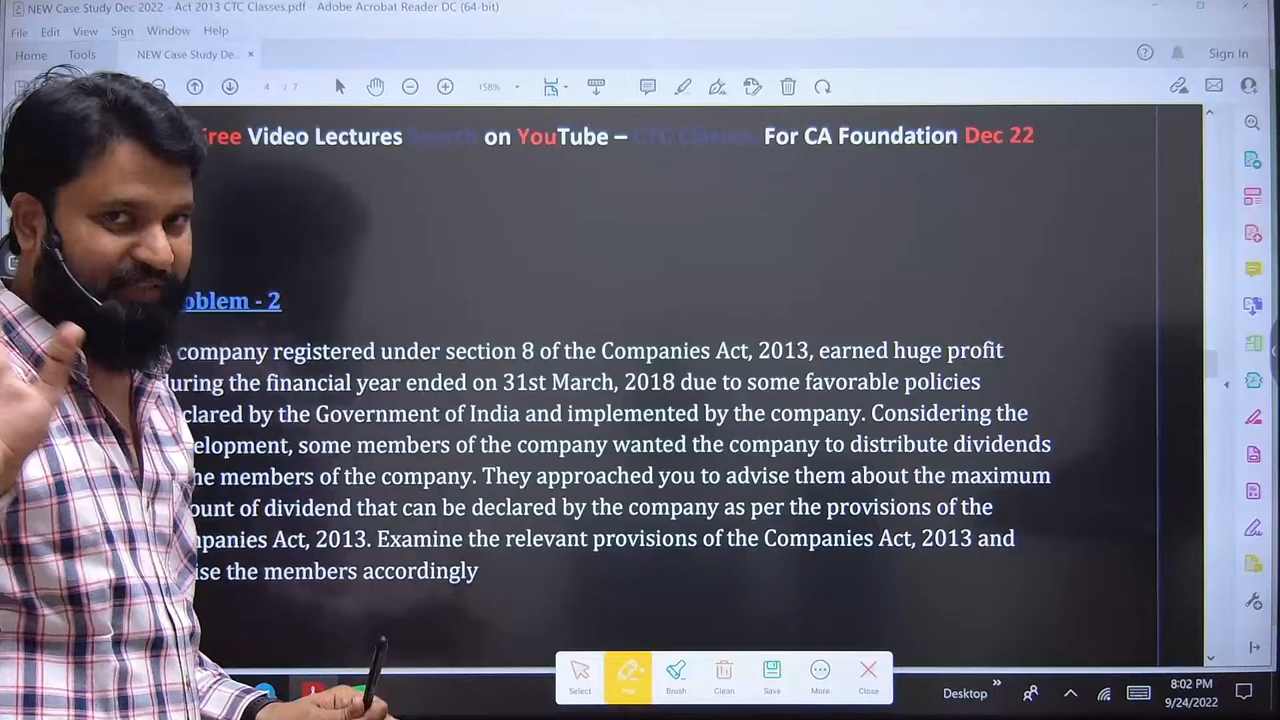 NEW Case Study Dec 2022 - Act 2013 CTC Classes.pdf - Adobe Acrobat Reader DC (64-bit)
File Edit View Sign Window Help
Home Tools NEW Case Study De... × Sign In
4 / 7 158%
Free Video Lectures Search on YouTube – CTC Classes For CA Foundation Dec 22
oblem - 2
company registered under section 8 of the Companies Act, 2013, earned huge profit
during the financial year ended on 31st March, 2018 due to some favorable policies
clared by the Government of India and implemented by the company. Considering the
elopment, some members of the company wanted the company to distribute dividends
he members of the company. They approached you to advise them about the maximum
ount of dividend that can be declared by the company as per the provisions of the
panies Act, 2013. Examine the relevant provisions of the Companies Act, 2013 and
ise the members accordingly
Select Pen Brush Clean Save More Close
Desktop » 8:02 PM
9/24/2022